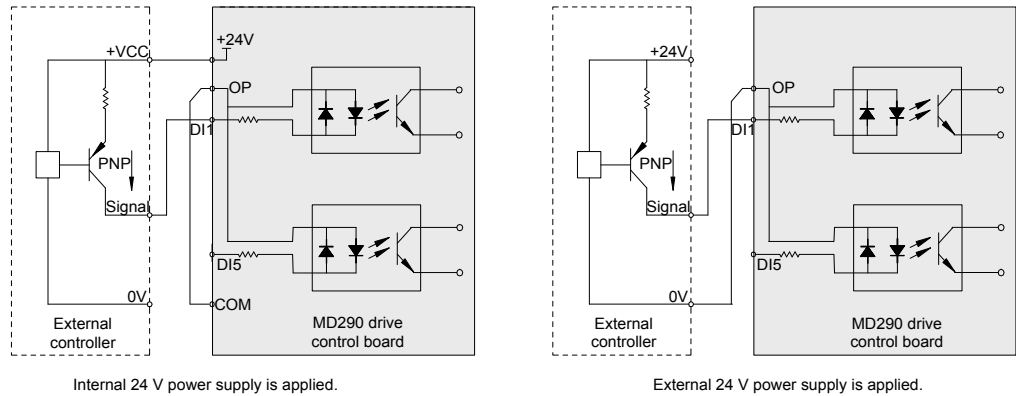 +VCC
+24V
OP
DI1
PNP
Signal
DI5
0V
COM
External
controller
MD290 drive
control board
Internal 24 V power supply is applied.
+24V
OP
DI1
PNP
Signal
DI5
0V
External
controller
MD290 drive
control board
External 24 V power supply is applied.